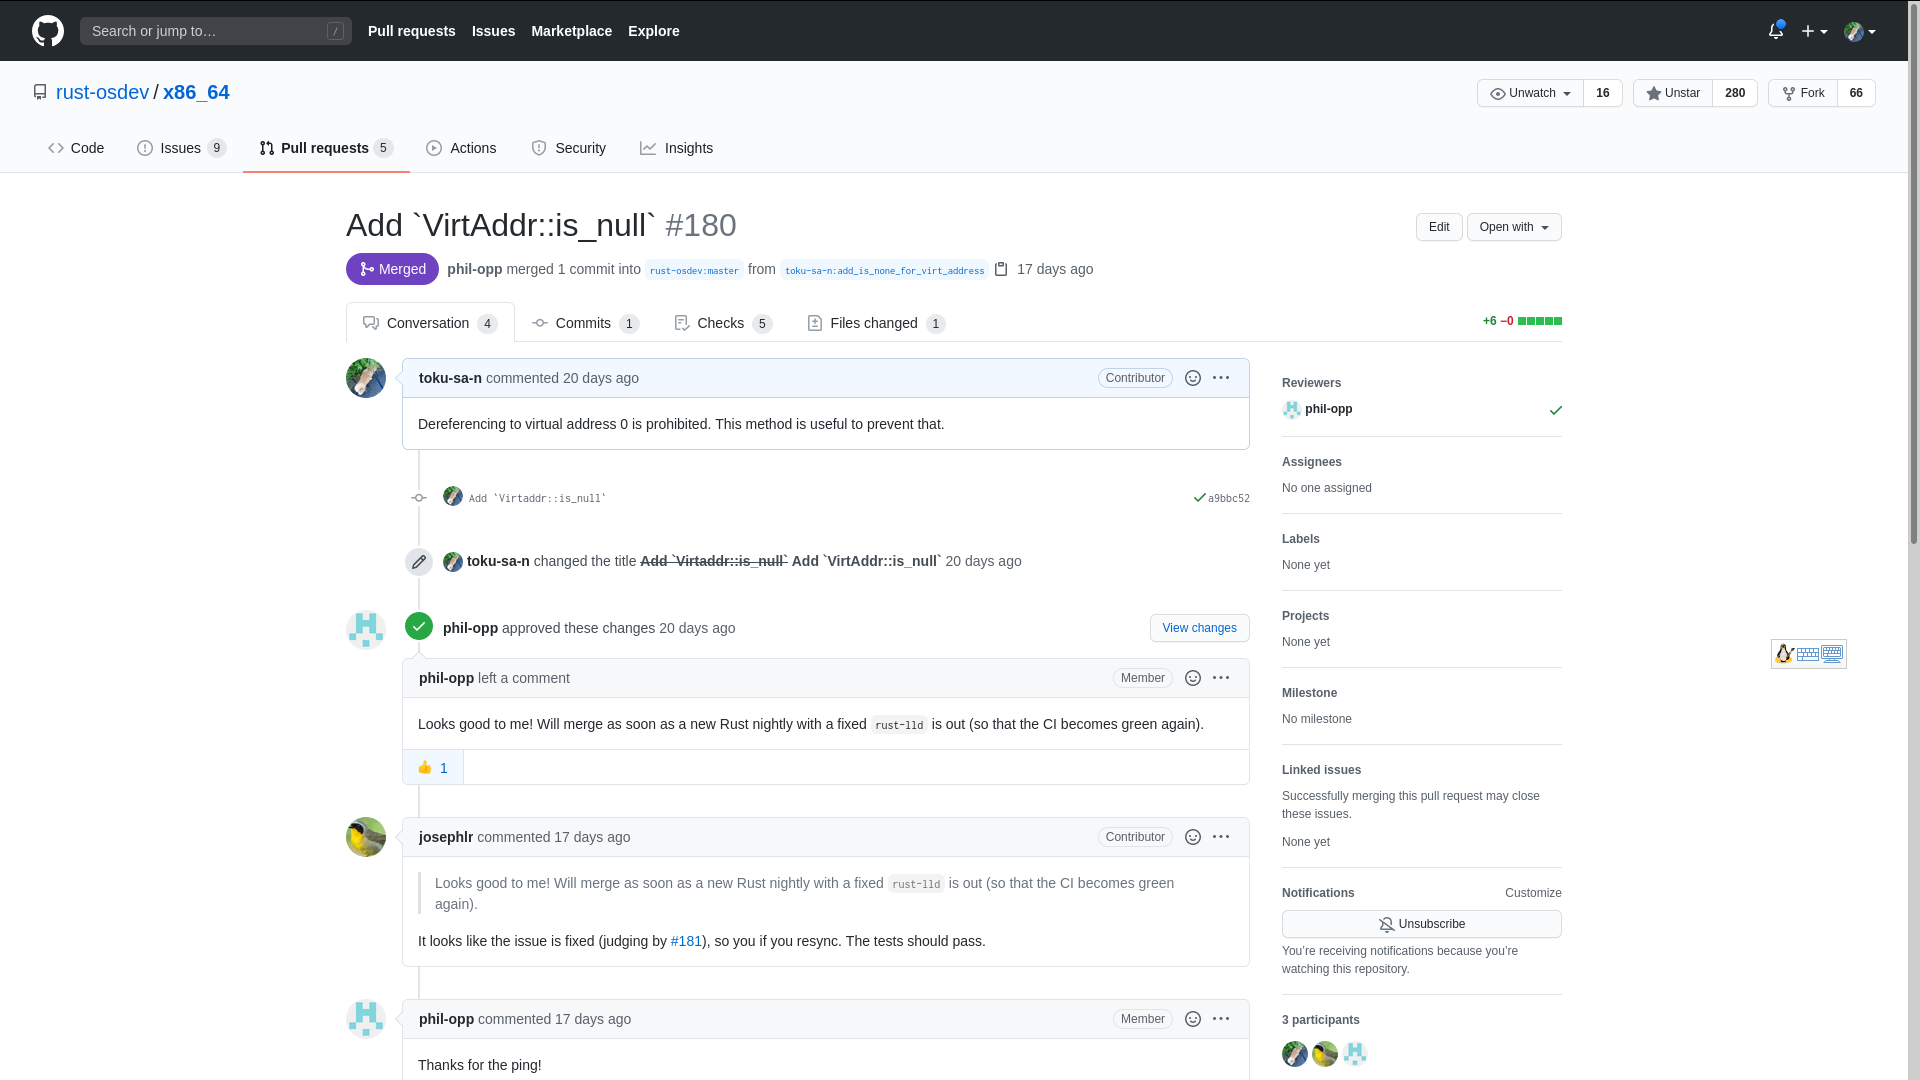 Search or jump to…
/
Pull requests
Issues
Marketplace
Explore
rust-osdev / x86_64
Unwatch 16
Unstar 280
Fork 66
Code
Issues 9
Pull requests 5
Actions
Security
Insights
Add `VirtAddr::is_null` #180
Edit
Open with
Merged
phil-opp merged 1 commit into rust-osdev:master from toku-sa-n:add_is_none_for_virt_address 17 days ago
Conversation 4
Commits 1
Checks 5
Files changed 1
+6 −0
toku-sa-n commented 20 days ago
Contributor
Dereferencing to virtual address 0 is prohibited. This method is useful to prevent that.
Add `Virtaddr::is_null`
a9bbc52
toku-sa-n changed the title Add `Virtaddr::is_null` Add `VirtAddr::is_null` 20 days ago
phil-opp approved these changes 20 days ago
View changes
phil-opp left a comment
Member
Looks good to me! Will merge as soon as a new Rust nightly with a fixed rust-lld is out (so that the CI becomes green again).
👍 1
josephlr commented 17 days ago
Contributor
Looks good to me! Will merge as soon as a new Rust nightly with a fixed rust-lld is out (so that the CI becomes green
again).
It looks like the issue is fixed (judging by #181), so you if you resync. The tests should pass.
phil-opp commented 17 days ago
Member
Thanks for the ping!
Reviewers
phil-opp
Assignees
No one assigned
Labels
None yet
Projects
None yet
Milestone
No milestone
Linked issues
Successfully merging this pull request may close
these issues.
None yet
Notifications
Customize
Unsubscribe
You’re receiving notifications because you’re
watching this repository.
3 participants